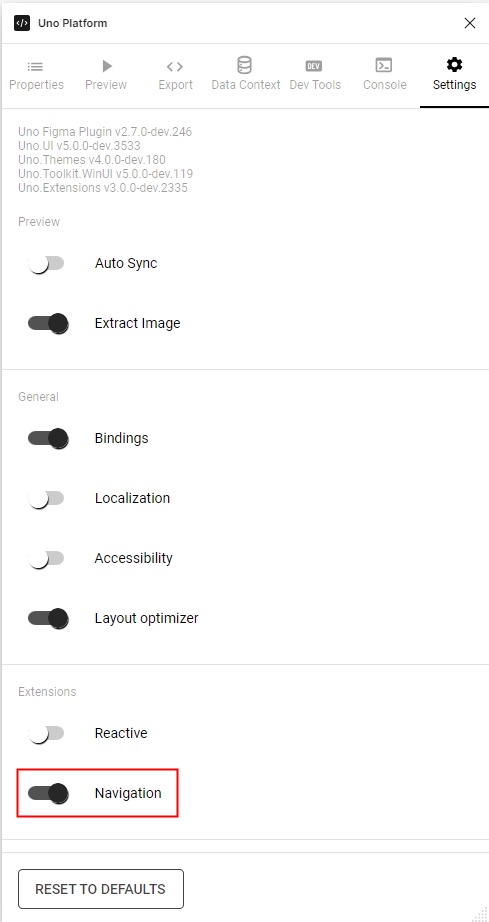 Uno Platform
Properties Preview Export Data Context DEV Dev Tools Console Settings
Uno Figma Plugin v2.7.0-dev.246
Uno.UI v5.0.0-dev.3533
Uno.Themes v4.0.0-dev.180
Uno.Toolkit.WinUI v5.0.0-dev.119
Uno.Extensions v3.0.0-dev.2335
Preview
Auto Sync
Extract Image
General
Bindings
Localization
Accessibility
Layout optimizer
Extensions
Reactive
Navigation
RESET TO DEFAULTS